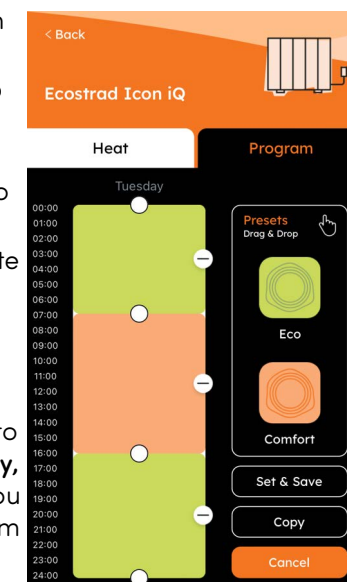 < Back
Ecostrad Icon iQ
Heat
Program
Tuesday
00:00
01:00
02:00
03:00
04:00
05:00
06:00
07:00
08:00
09:00
10:00
11:00
12:00
13:00
14:00
15:00
16:00
17:00
18:00
19:00
20:00
21:00
22:00
23:00
24:00
Presets
Drag & Drop
Eco
Comfort
Set & Save
Copy
Cancel